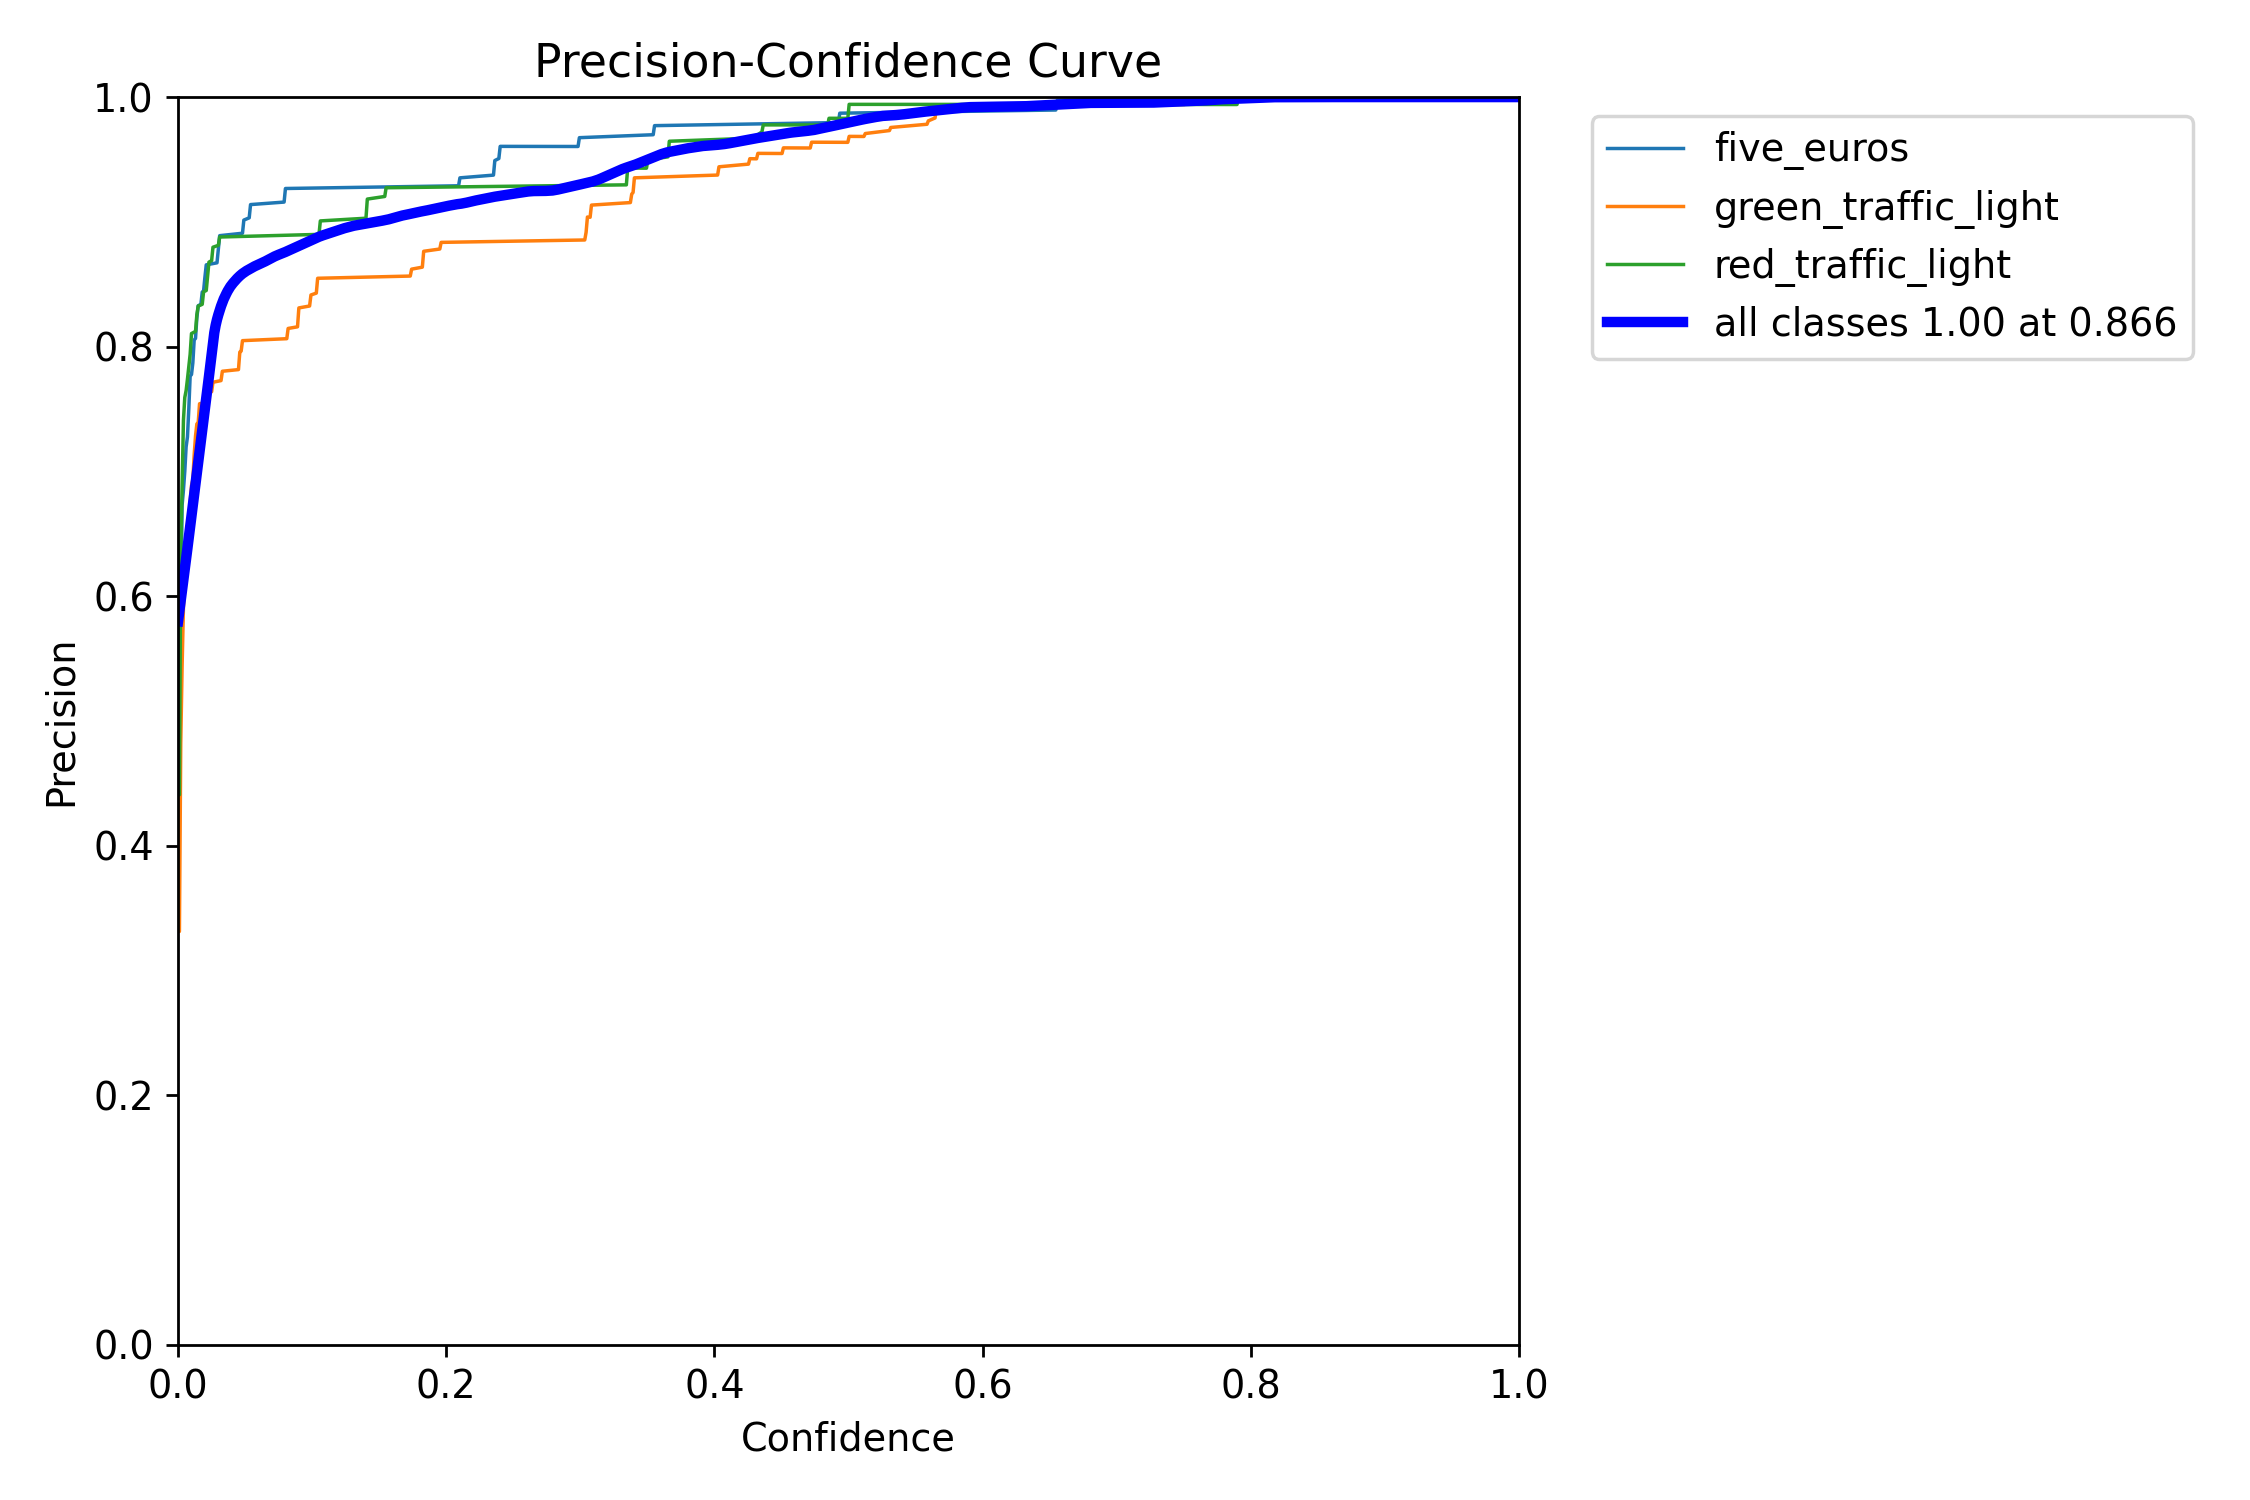 Precision-Confidence Curve
1.0
0.8
0.6
0.4
0.2
0.0
Precision
0.0 0.2 0.4 0.6 0.8 1.0
Confidence
five_euros
green_traffic_light
red_traffic_light
all classes 1.00 at 0.866